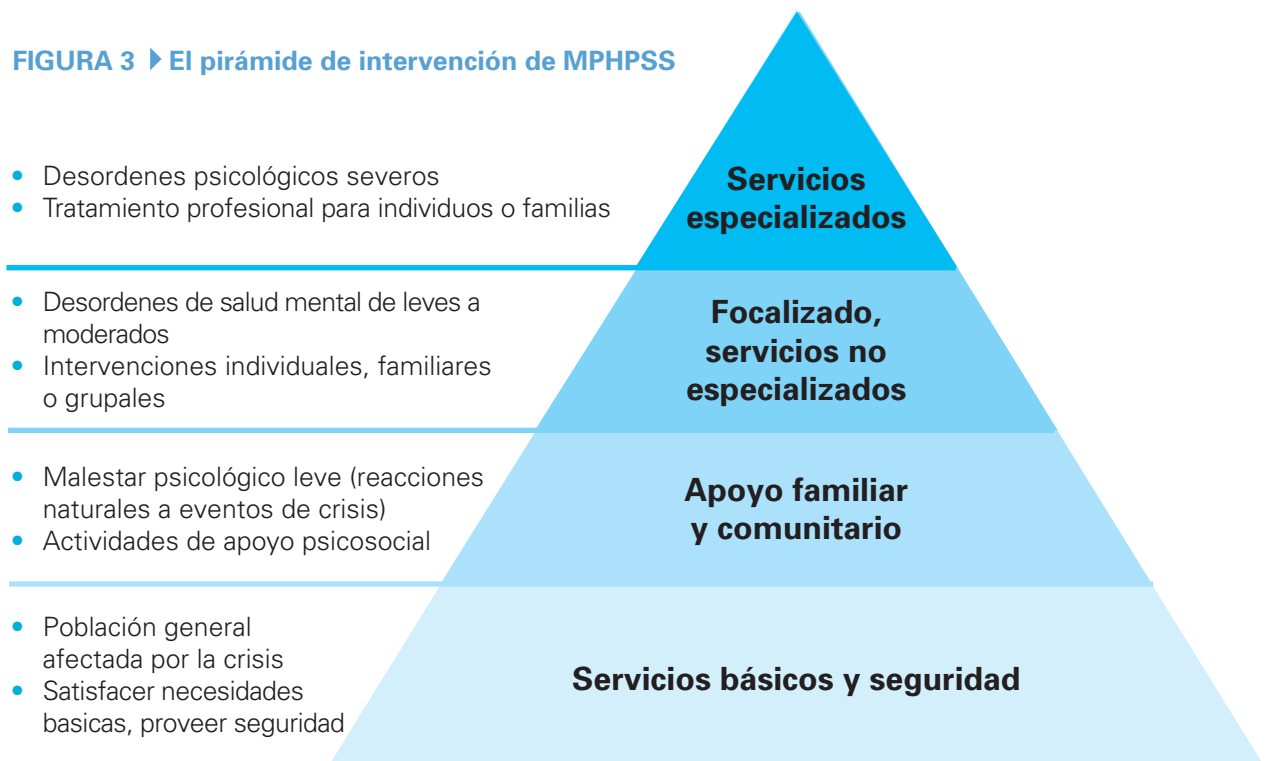 FIGURA 3 ▶ El pirámide de intervención de MPHPSS
• Desordenes psicológicos severos
• Tratamiento profesional para individuos o familias
Servicios
especializados
• Desordenes de salud mental de leves a
moderados
• Intervenciones individuales, familiares
o grupales
Focalizado,
servicios no
especializados
• Malestar psicológico leve (reacciones
naturales a eventos de crisis)
• Actividades de apoyo psicosocial
Apoyo familiar
y comunitario
• Población general
afectada por la crisis
• Satisfacer necesidades
basicas, proveer seguridad
Servicios básicos y seguridad